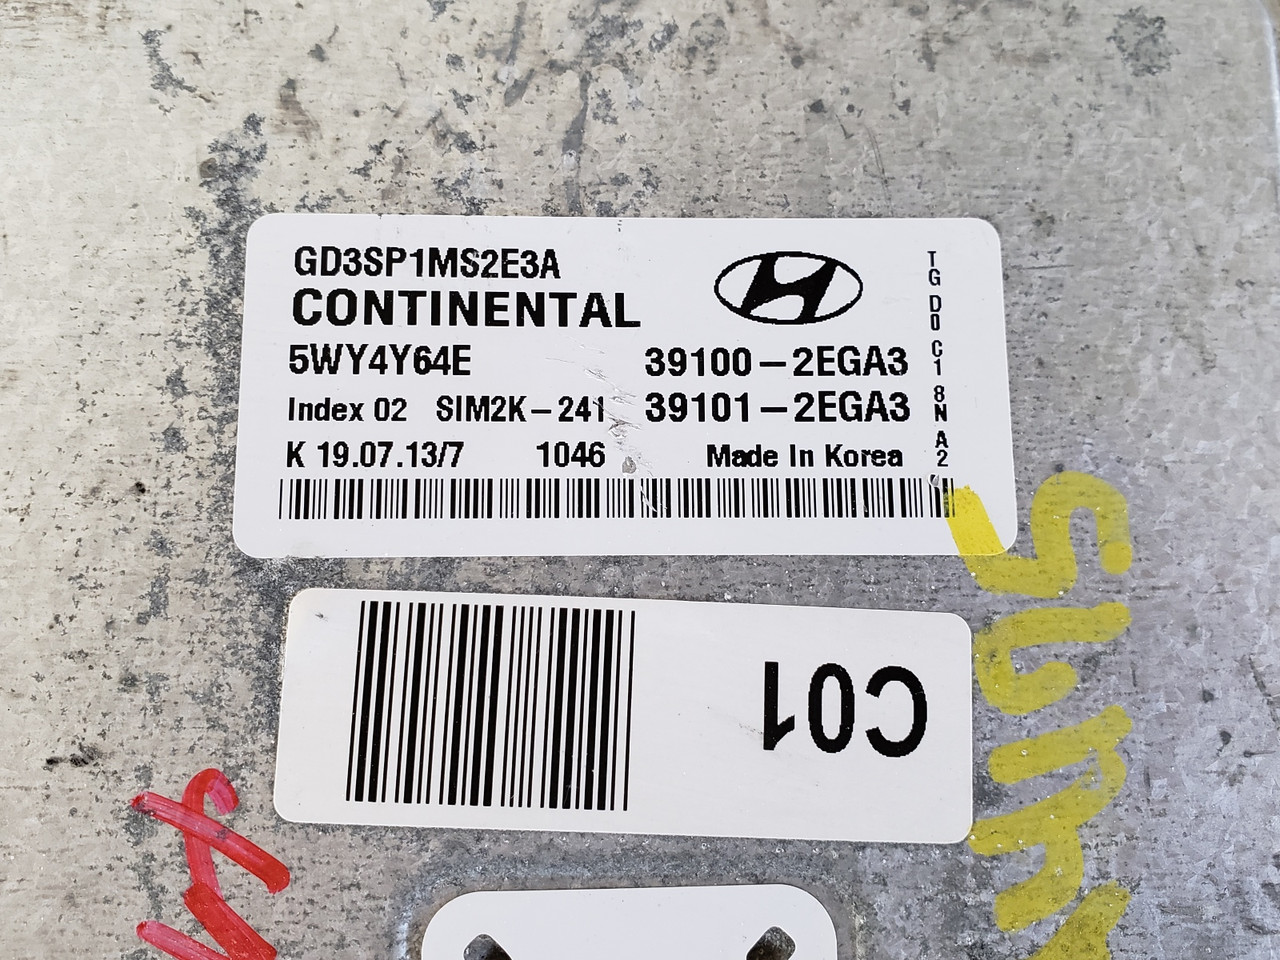 GD3SP1MS2E3A
CONTINENTAL
5WY4Y64E 39100-2EGA3
Index 02 SIM2K-241 39101-2EGA3
K 19.07.13/7 1046 Made In Korea
TG D0 C1 8N A2
C01